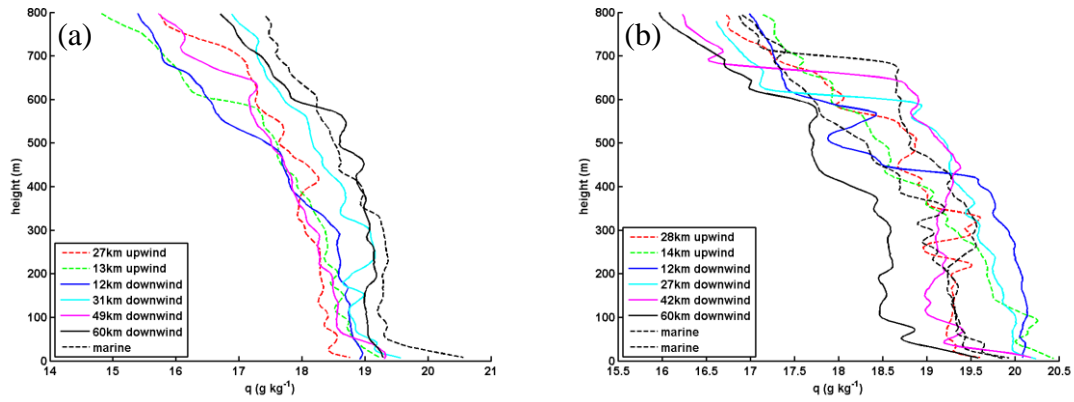 (a)
800
700
600
500
400
300
200
100
0
height (m)
27km upwind
13km upwind
12km downwind
31km downwind
49km downwind
60km downwind
marine
14 15 16 17 18 19 20 21
q (g kg-1)
(b)
800
700
600
500
400
300
200
100
0
height (m)
28km upwind
14km upwind
12km downwind
27km downwind
42km downwind
60km downwind
marine
marine
15.5 16 16.5 17 17.5 18 18.5 19 19.5 20 20.5
q (g kg-1)